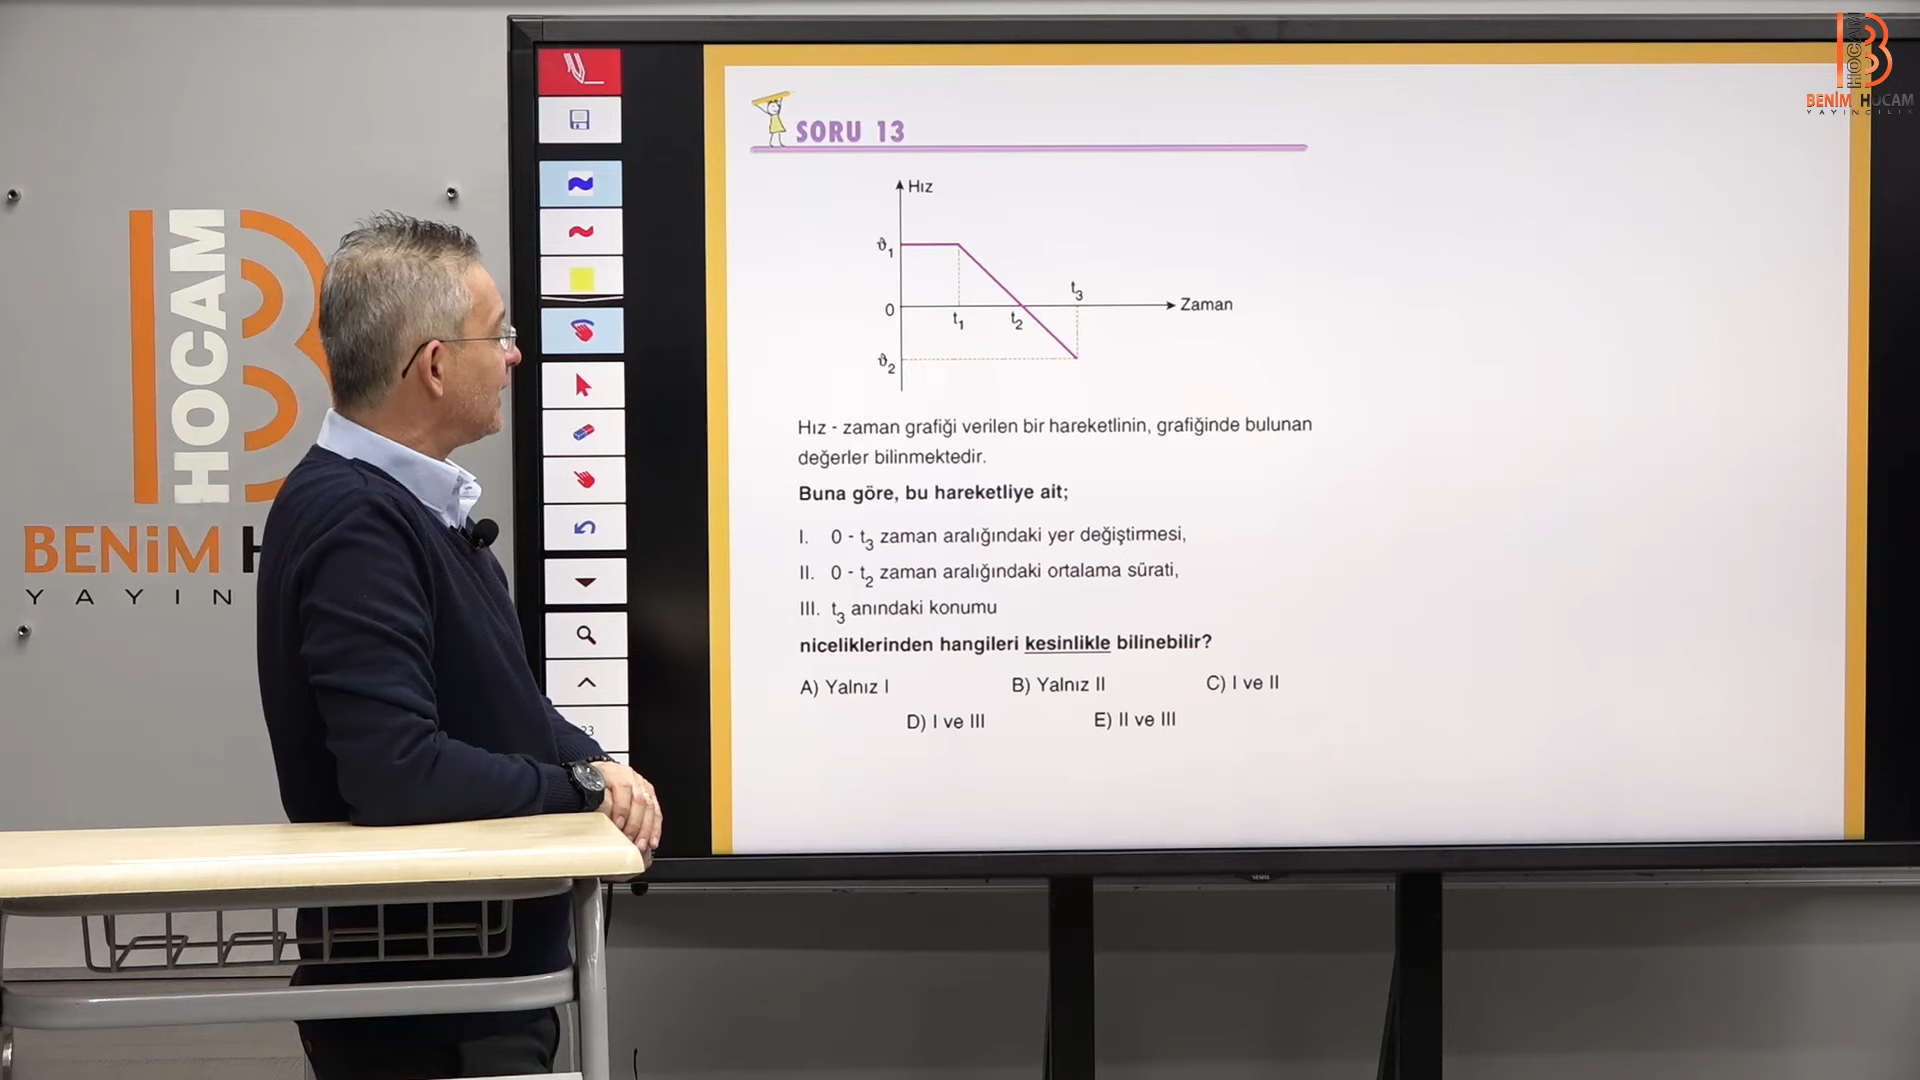 BENİM HOCAM
YAYINCILIK
HOCAM
BENİM H
YAYIN
SORU 13
Hız
ϑ1
t3
0
Zaman
t1
t2
ϑ2
Hız - zaman grafiği verilen bir hareketlinin, grafiğinde bulunan
değerler bilinmektedir.
Buna göre, bu hareketliye ait;
I. 0 - t3 zaman aralığındaki yer değiştirmesi,
II. 0 - t2 zaman aralığındaki ortalama sürati,
III. t3 anındaki konumu
niceliklerinden hangileri kesinlikle bilinebilir?
A) Yalnız I B) Yalnız II C) I ve II
D) I ve III E) II ve III
23